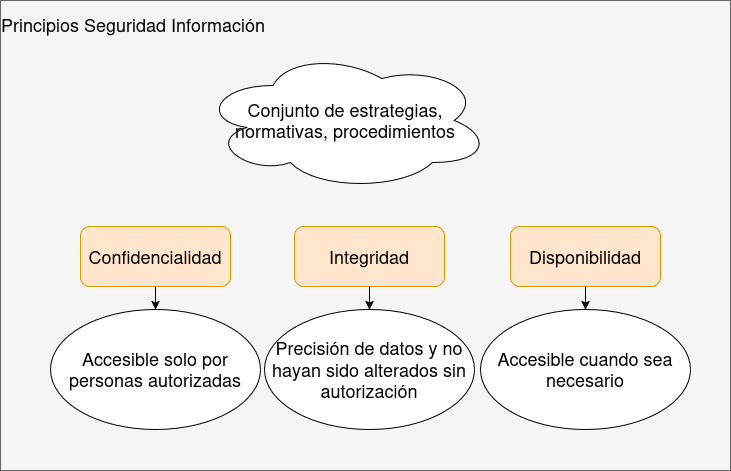 Principios Seguridad Información
Conjunto de estrategias,
normativas, procedimientos
Confidencialidad
Integridad
Disponibilidad
Accesible solo por
personas autorizadas
Precisión de datos y no
hayan sido alterados sin
autorización
Accesible cuando sea
necesario